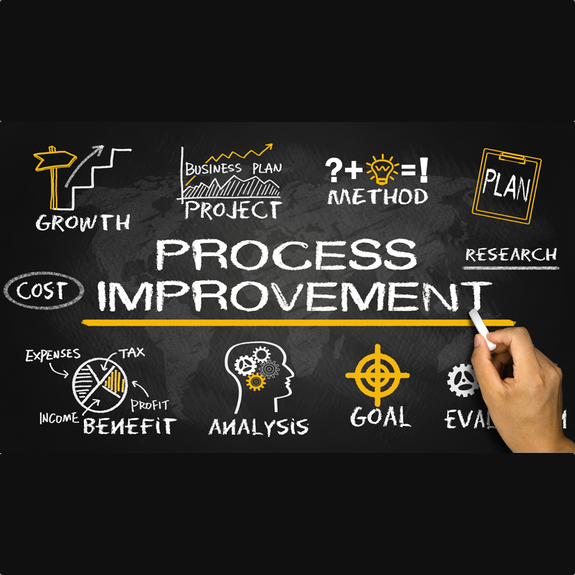 GROWTH
BUSINESS PLAN
PROJECT
?+=!
METHOD
PLAN
PROCESS
RESEARCH
COST
IMPROVEMENT
EXPENSES
TAX
INCOME
PROFIT
BENEFIT
ANALYSIS
GOAL